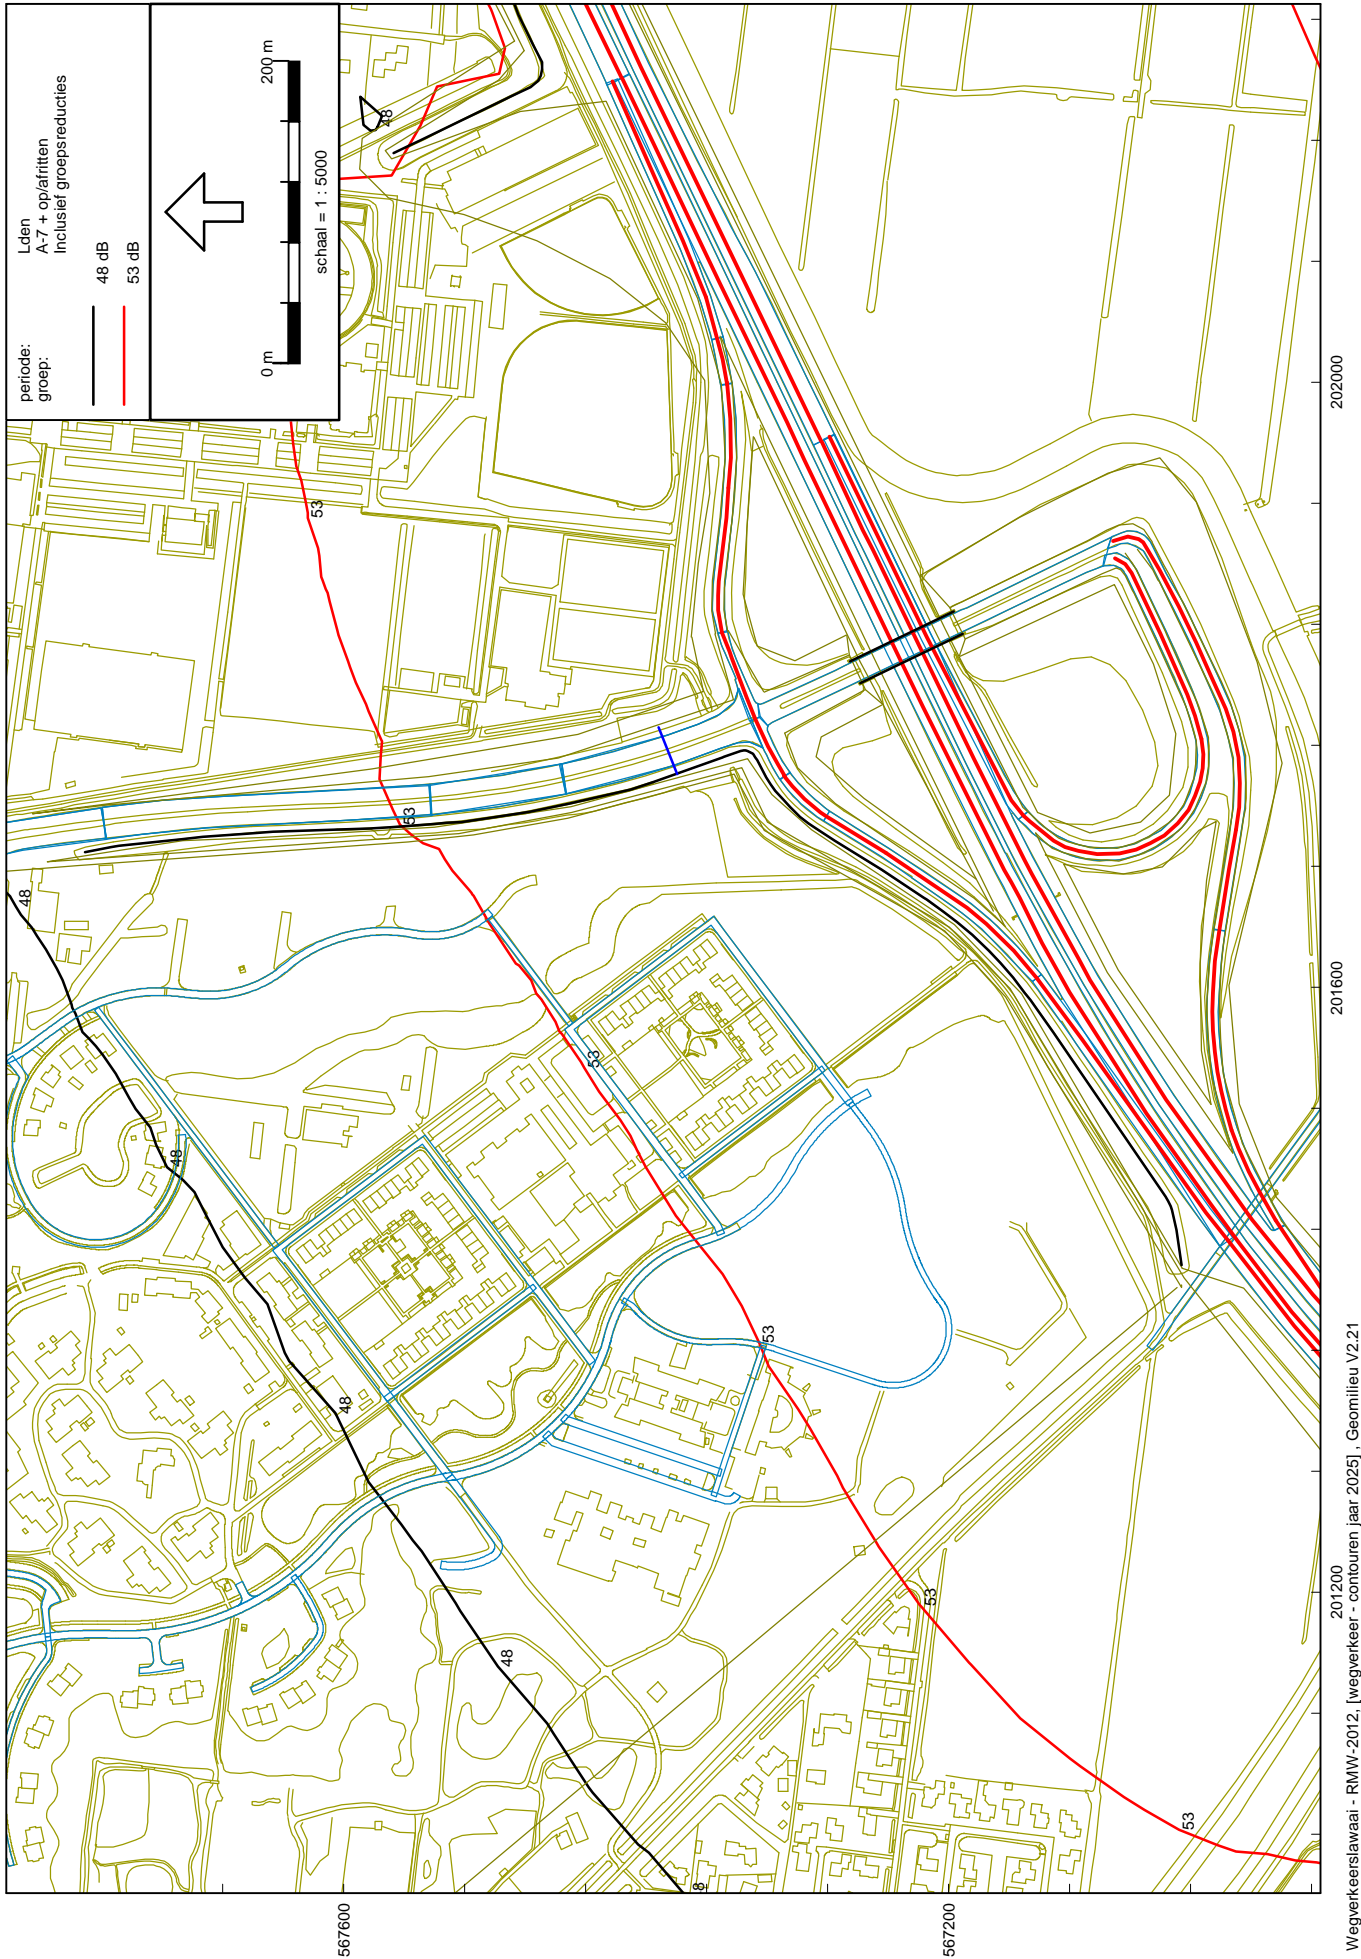 periode:
Lden
groep:
A-7 + op/afritten
Inclusief groepsreducties
48 dB
53 dB
0 m
200 m
schaal = 1 : 5000
48
53
53
48
48
53
48
53
48
53
53
8
567600
567200
201200
201600
202000
Wegverkeerslawaai - RMW-2012, [wegverkeer - contouren jaar 2025] , Geomilieu V2.21